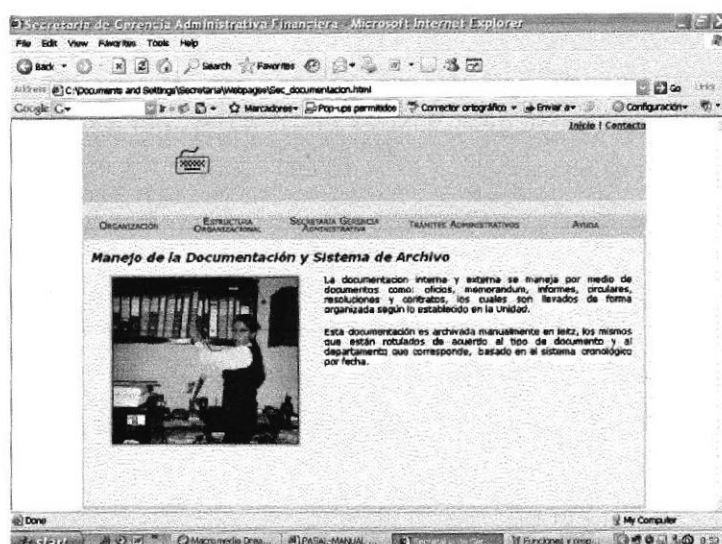 Secretaria de Gerencia Administrativa Financiera - Microsoft Internet Explorer
File Edit View Favorites Tools Help
Back Search Favorites
Address C:\Documents and Settings\Secretaria\Webpages\Sec_documentacion.html Go Links
Google G Marcadores Pop-ups permitidos Corrector ortográfico Enviar a Configuración
Inicio | Contacto
ORGANIZACIÓN ESTRUCTURA ORGANIZACIONAL SECRETARIA GERENCIA ADMINISTRATIVA TRÁMITES ADMINISTRATIVOS AYUDA
Manejo de la Documentación y Sistema de Archivo
La documentacion interna y externa se maneja por medio de
documentos como: oficios, memorandum, informes, circulares,
resoluciones y contratos, los cuales son llevados de forma
organizada según lo establecido en la Unidad.
Esta documentación es archivada manualmente en leitz, los mismos
que están rotulados de acuerdo al tipo de documento y al
departamento que corresponde, basado en el sistema cronológico
por fecha.
Done My Computer
start Macromedia Drea... PASAL-MANUAL ... Funciones y resp...